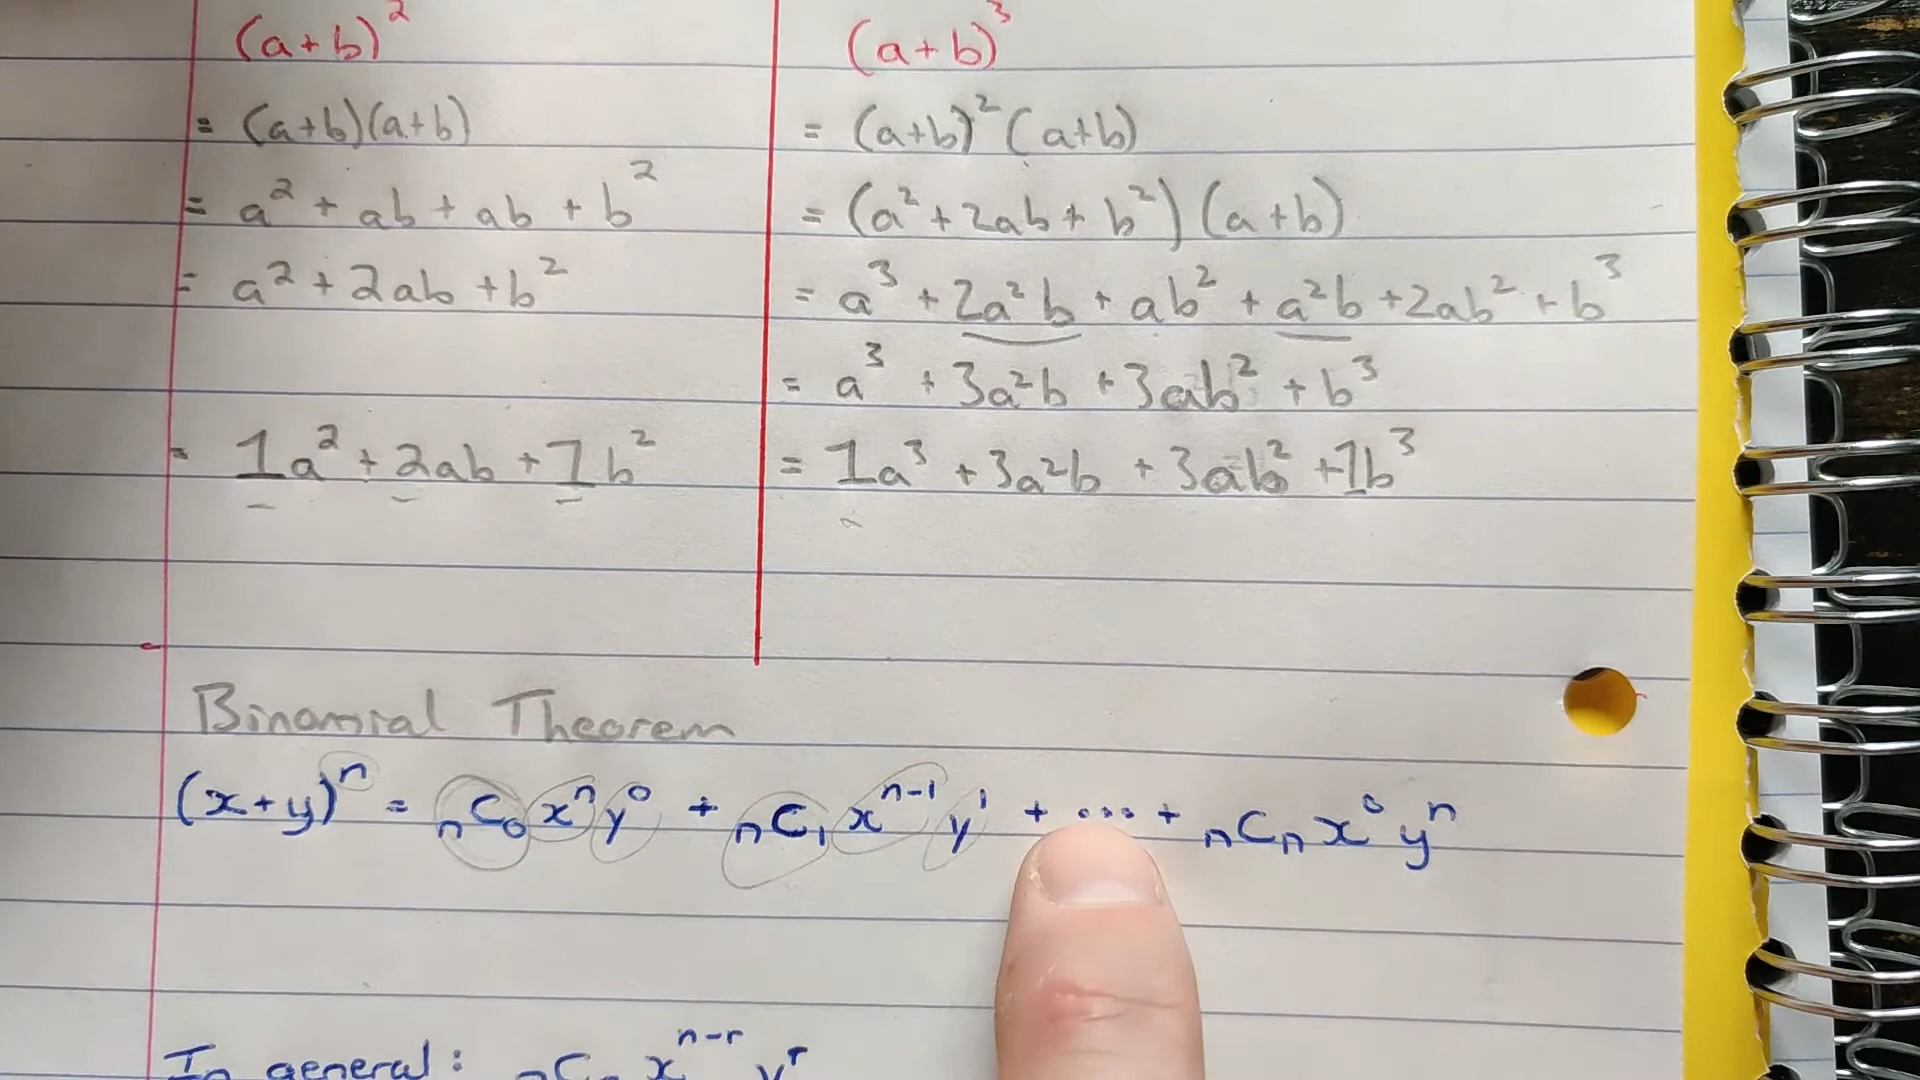 (a+b)²
= (a+b)(a+b)
= a² + ab + ab + b²
= a² + 2ab + b²
= 1a² + 2ab + 1b²
(a+b)³
= (a+b)² (a+b)
= (a² + 2ab + b²) (a+b)
= a³ + 2a²b + ab² + a²b + 2ab² + b³
= a³ + 3a²b + 3ab² + b³
= 1a³ + 3a²b + 3ab² + 1b³
Binomial Theorem
(x+y)ⁿ = ₙC₀ xⁿ y⁰ + ₙC₁ xⁿ⁻¹ y¹ + ... + ₙCₙ x⁰ yⁿ
In general: ₙC xⁿ⁻ʳ yʳ